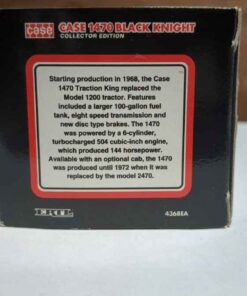 case
CASE 1470 BLACK KNIGHT
COLLECTOR EDITION
Starting production in 1968, the Case
1470 Traction King replaced the
Model 1200 tractor. Features
included a larger 100-gallon fuel
tank, eight speed transmission and
new disc type brakes. The 1470
was powered by a 6-cylinder,
turbocharged 504 cubic-inch engine,
which produced 144 horsepower.
Available with an optional cab, the 1470
was produced until 1972 when it was
replaced by the model 2470.
ERTL
4368EA